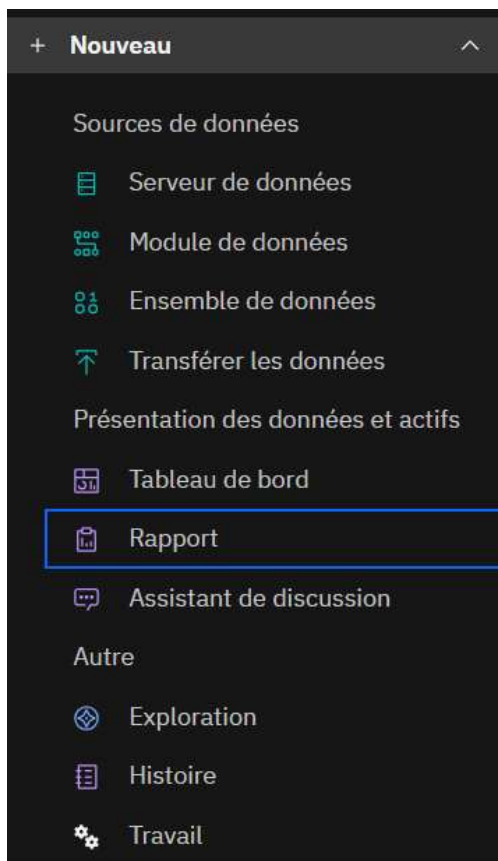 + Nouveau
Sources de données
Serveur de données
Module de données
Ensemble de données
Transférer les données
Présentation des données et actifs
Tableau de bord
Rapport
Assistant de discussion
Autre
Exploration
Histoire
Travail